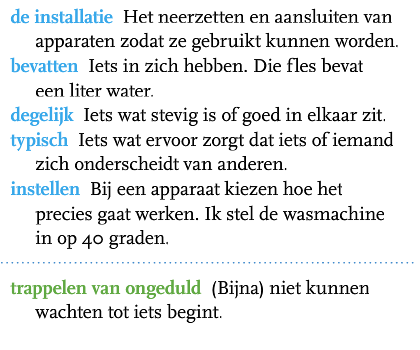 de installatie Het neerzetten en aansluiten van
apparaten zodat ze gebruikt kunnen worden.
bevatten Iets in zich hebben. Die fles bevat
een liter water.
degelijk Iets wat stevig is of goed in elkaar zit.
typisch Iets wat ervoor zorgt dat iets of iemand
zich onderscheidt van anderen.
instellen Bij een apparaat kiezen hoe het
precies gaat werken. Ik stel de wasmachine
in op 40 graden.
trappelen van ongeduld (Bijna) niet kunnen
wachten tot iets begint.